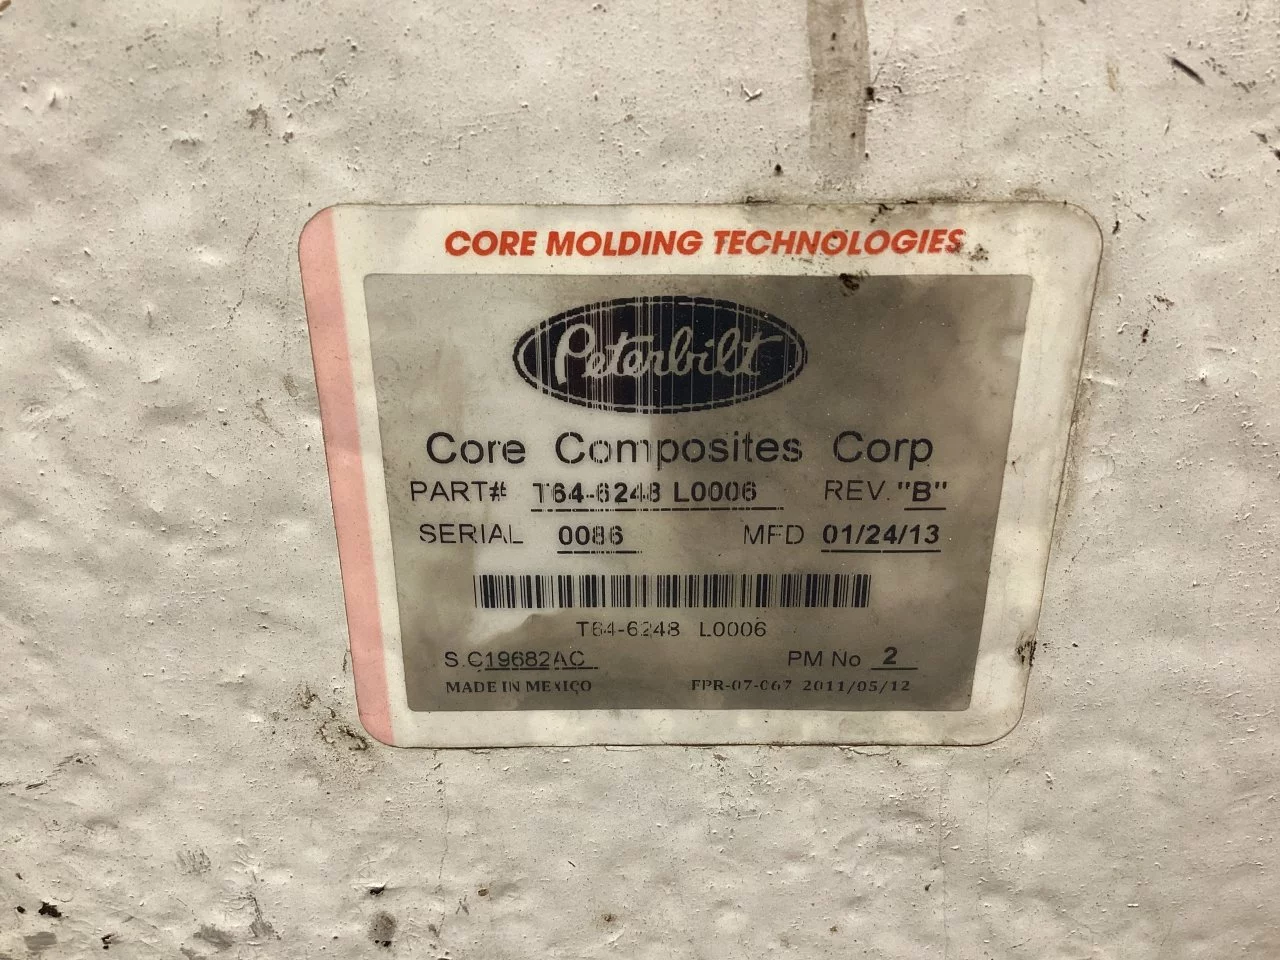 CORE MOLDING TECHNOLOGIES
Peterbilt
Core Composites Corp
PART# T64-6248 L0006 REV. "B"
SERIAL 0086 MFD 01/24/13
T64-6248 L0006
S.C19682AC PM No 2
MADE IN MEXICO FPR-07-067 2011/05/12